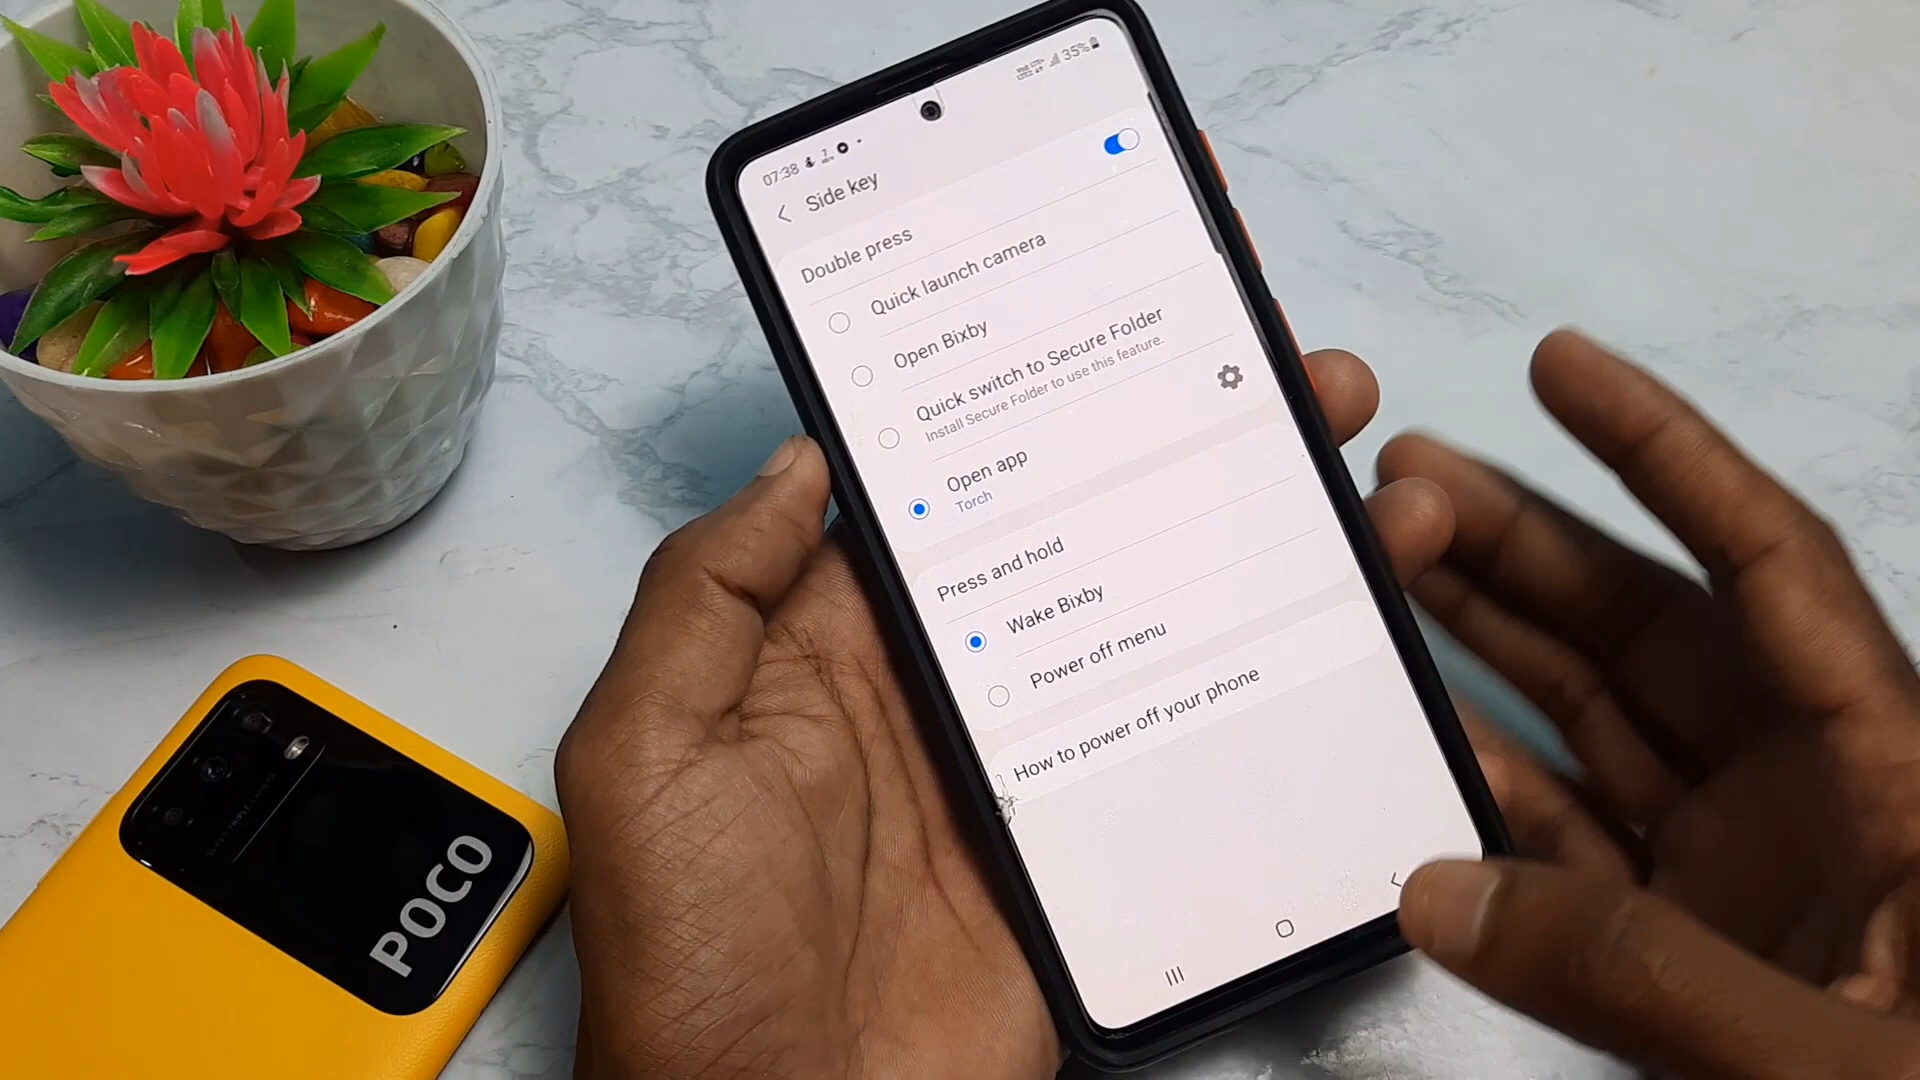 07:38
35%
Side key
Double press
Quick launch camera
Open Bixby
Quick switch to Secure Folder
Install Secure Folder to use this feature.
Open app
Torch
Press and hold
Wake Bixby
Power off menu
How to power off your phone
POCO